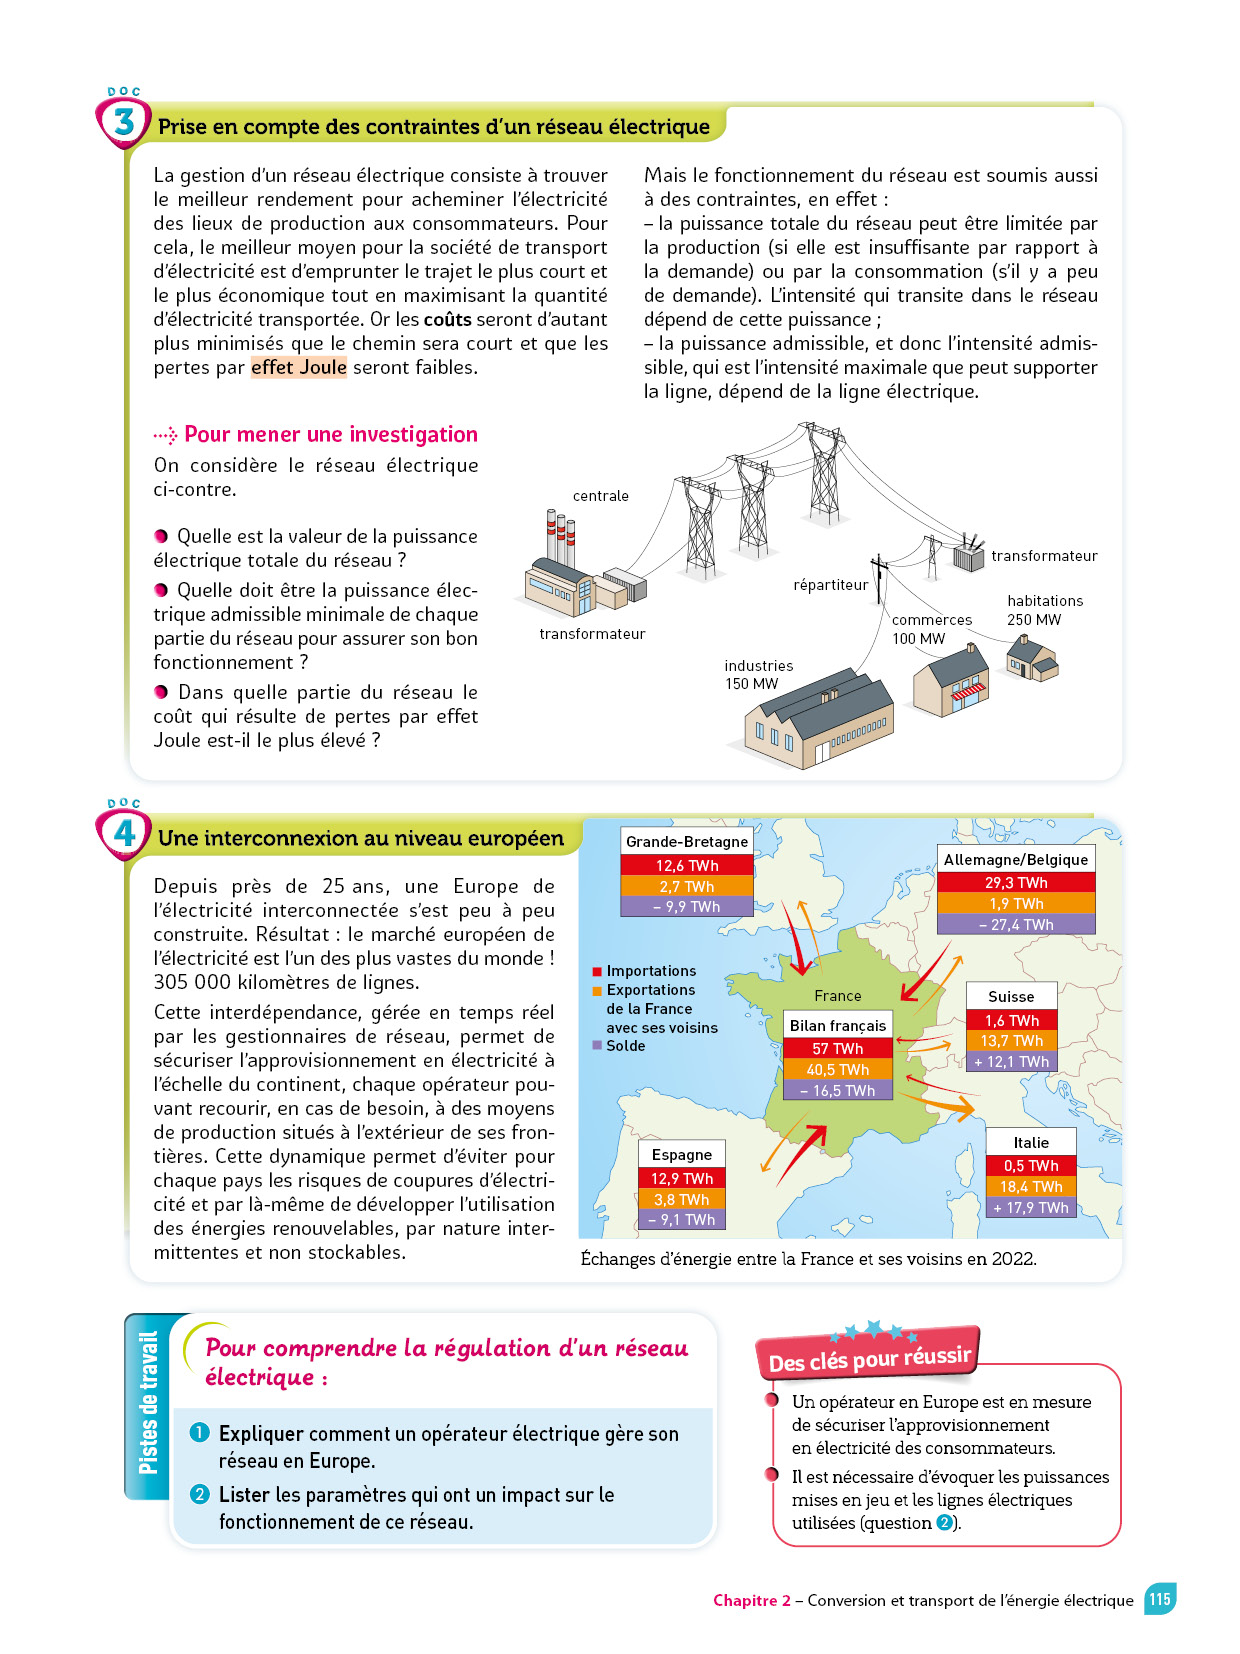 DOC
3
Prise en compte des contraintes d'un réseau électrique
La gestion d'un réseau électrique consiste à trouver
le meilleur rendement pour acheminer l'électricité
des lieux de production aux consommateurs. Pour
cela, le meilleur moyen pour la société de transport
d'électricité est d'emprunter le trajet le plus court et
le plus économique tout en maximisant la quantité
d'électricité transportée. Or les coûts seront d'autant
plus minimisés que le chemin sera court et que les
pertes par effet Joule seront faibles.
Mais le fonctionnement du réseau est soumis aussi
à des contraintes, en effet :
– la puissance totale du réseau peut être limitée par
la production (si elle est insuffisante par rapport à
la demande) ou par la consommation (s'il y a peu
de demande). L'intensité qui transite dans le réseau
dépend de cette puissance ;
– la puissance admissible, et donc l'intensité admis-
sible, qui est l'intensité maximale que peut supporter
la ligne, dépend de la ligne électrique.
Pour mener une investigation
On considère le réseau électrique
ci-contre.
Quelle est la valeur de la puissance
électrique totale du réseau ?
Quelle doit être la puissance élec-
trique admissible minimale de chaque
partie du réseau pour assurer son bon
fonctionnement ?
Dans quelle partie du réseau le
coût qui résulte de pertes par effet
Joule est-il le plus élevé ?
centrale
transformateur
transformateur
répartiteur
habitations
250 MW
commerces
100 MW
industries
150 MW
DOC
4
Une interconnexion au niveau européen
Depuis près de 25 ans, une Europe de
l'électricité interconnectée s'est peu à peu
construite. Résultat : le marché européen de
l'électricité est l'un des plus vastes du monde !
305 000 kilomètres de lignes.
Cette interdépendance, gérée en temps réel
par les gestionnaires de réseau, permet de
sécuriser l'approvisionnement en électricité à
l'échelle du continent, chaque opérateur pou-
vant recourir, en cas de besoin, à des moyens
de production situés à l'extérieur de ses fron-
tières. Cette dynamique permet d'éviter pour
chaque pays les risques de coupures d'électri-
cité et par là-même de développer l'utilisation
des énergies renouvelables, par nature inter-
mittentes et non stockables.
Grande-Bretagne
12,6 TWh
2,7 TWh
– 9,9 TWh
Allemagne/Belgique
29,3 TWh
1,9 TWh
– 27,4 TWh
Importations
Exportations
de la France
avec ses voisins
Solde
France
Bilan français
57 TWh
40,5 TWh
– 16,5 TWh
Suisse
1,6 TWh
13,7 TWh
+ 12,1 TWh
Espagne
12,9 TWh
3,8 TWh
– 9,1 TWh
Italie
0,5 TWh
18,4 TWh
+ 17,9 TWh
Échanges d'énergie entre la France et ses voisins en 2022.
Pistes de travail
Pour comprendre la régulation d'un réseau
électrique :
1 Expliquer comment un opérateur électrique gère son
réseau en Europe.
2 Lister les paramètres qui ont un impact sur le
fonctionnement de ce réseau.
Des clés pour réussir
Un opérateur en Europe est en mesure
de sécuriser l'approvisionnement
en électricité des consommateurs.
Il est nécessaire d'évoquer les puissances
mises en jeu et les lignes électriques
utilisées (question 2).
Chapitre 2 – Conversion et transport de l'énergie électrique 115